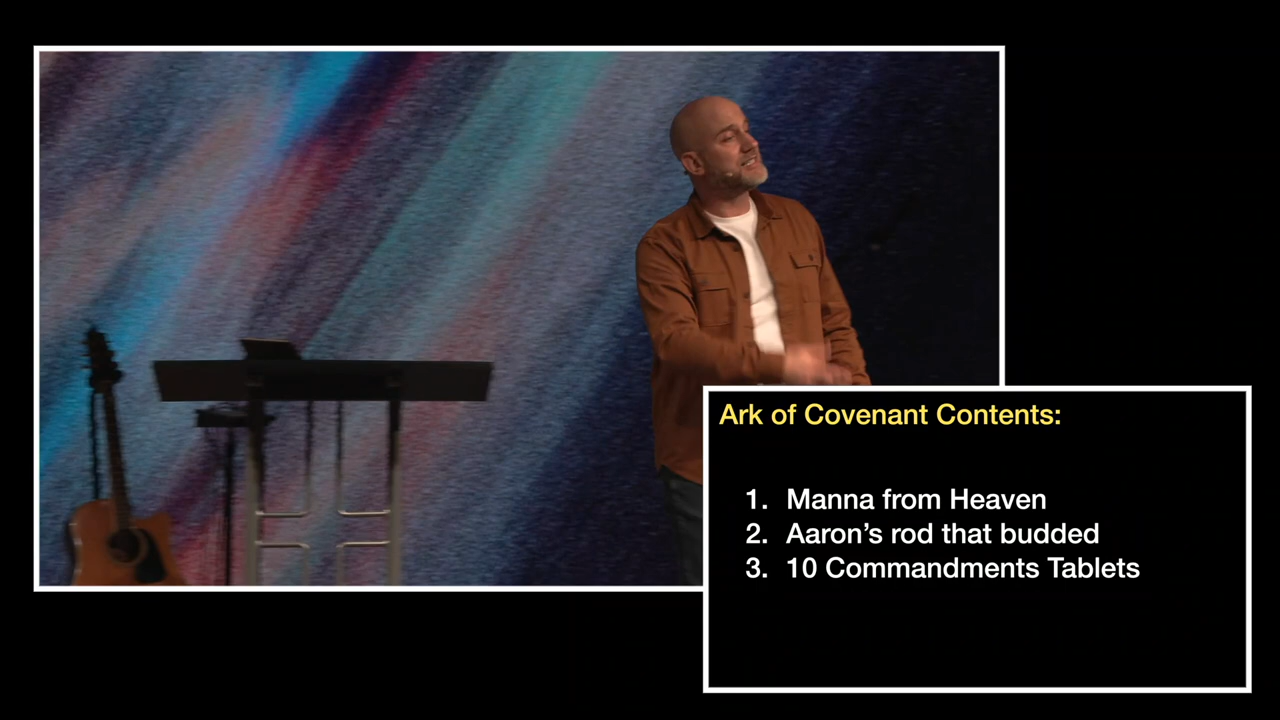 Ark of Covenant Contents:
1. Manna from Heaven
2. Aaron’s rod that budded
3. 10 Commandments Tablets